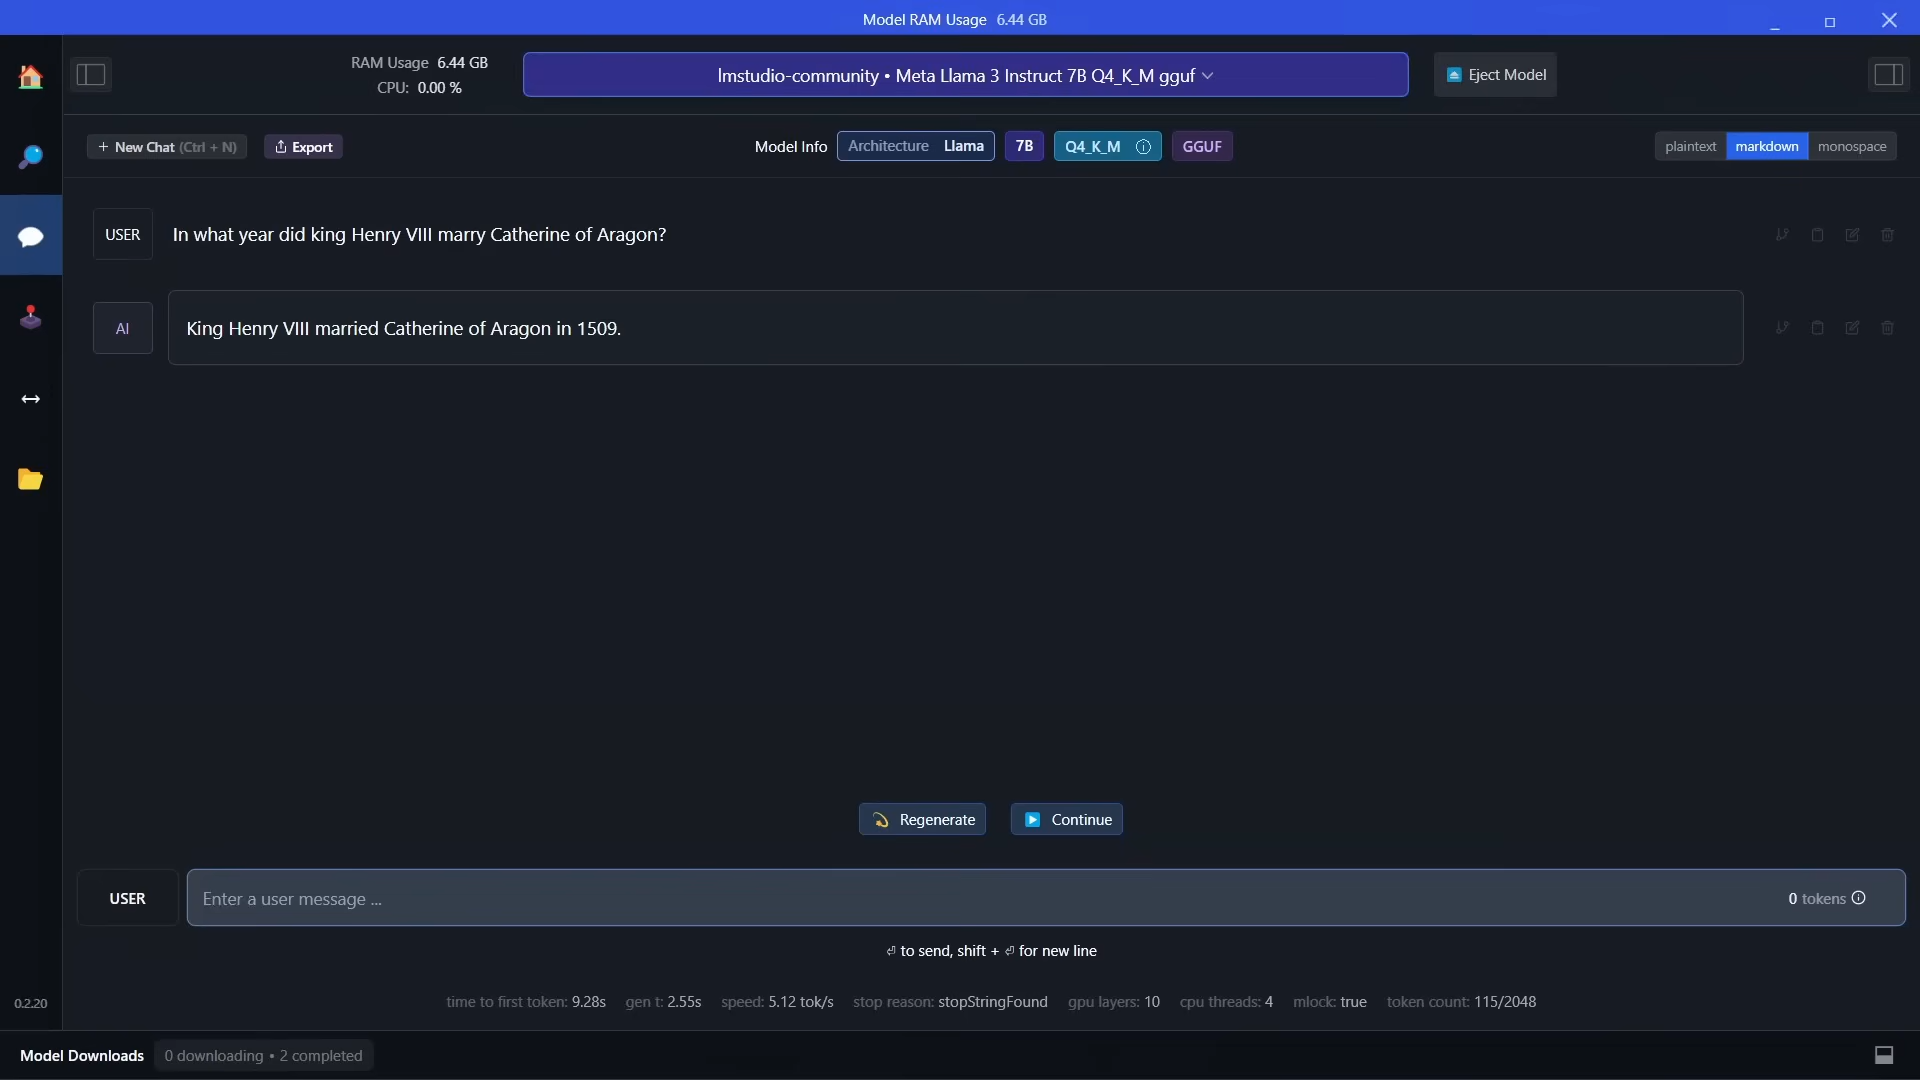 Model RAM Usage 6.44 GB
RAM Usage 6.44 GB
CPU: 0.00 %
lmstudio-community • Meta Llama 3 Instruct 7B Q4_K_M gguf
Eject Model
+ New Chat (Ctrl + N)
Export
Model Info
Architecture Llama
7B
Q4_K_M
GGUF
plaintext
markdown
monospace
USER
In what year did king Henry VIII marry Catherine of Aragon?
AI
King Henry VIII married Catherine of Aragon in 1509.
Regenerate
Continue
USER
Enter a user message ...
0 tokens
⏎ to send, shift + ⏎ for new line
0.2.20
time to first token: 9.28s gen t: 2.55s speed: 5.12 tok/s stop reason: stopStringFound gpu layers: 10 cpu threads: 4 mlock: true token count: 115/2048
Model Downloads 0 downloading • 2 completed